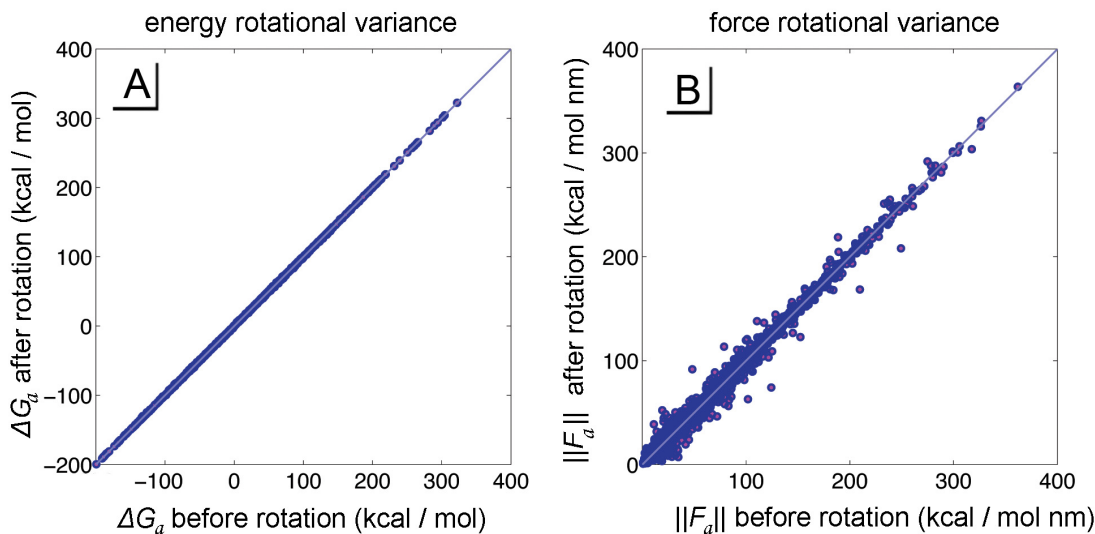 energy rotational variance
A
400
300
200
100
0
−100
−200
ΔGa after rotation (kcal / mol)
−100
0
100
200
300
400
ΔGa before rotation (kcal / mol)
force rotational variance
B
400
300
200
100
0
||Fa|| after rotation (kcal / mol nm)
100
200
300
400
||Fa|| before rotation (kcal / mol nm)